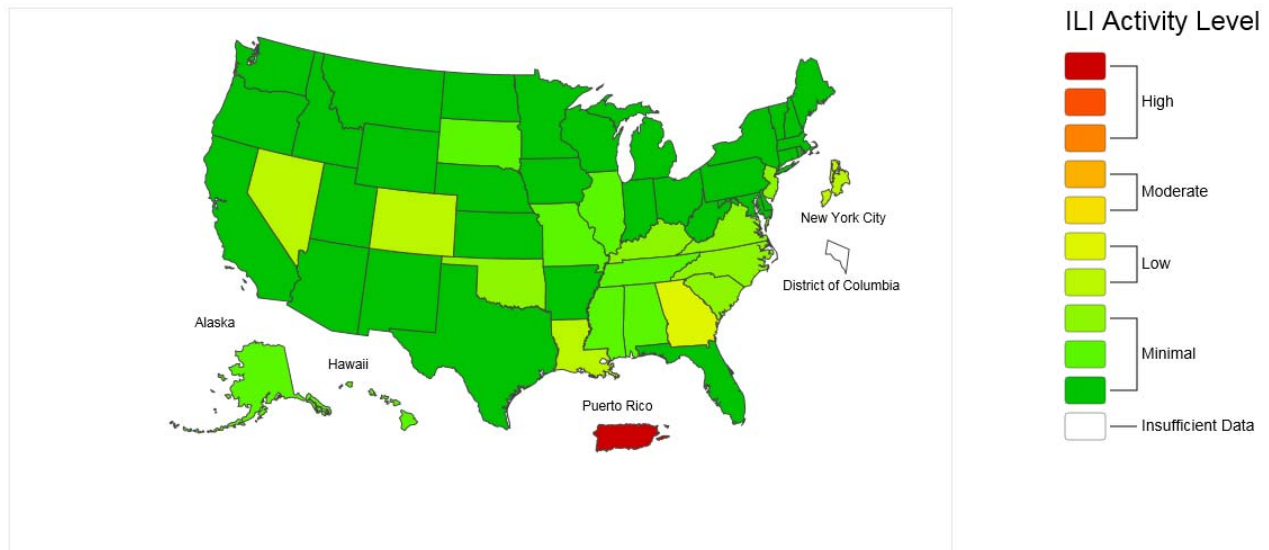 ILI Activity Level
High
Moderate
Low
Minimal
Insufficient Data
New York City
District of Columbia
Alaska
Hawaii
Puerto Rico